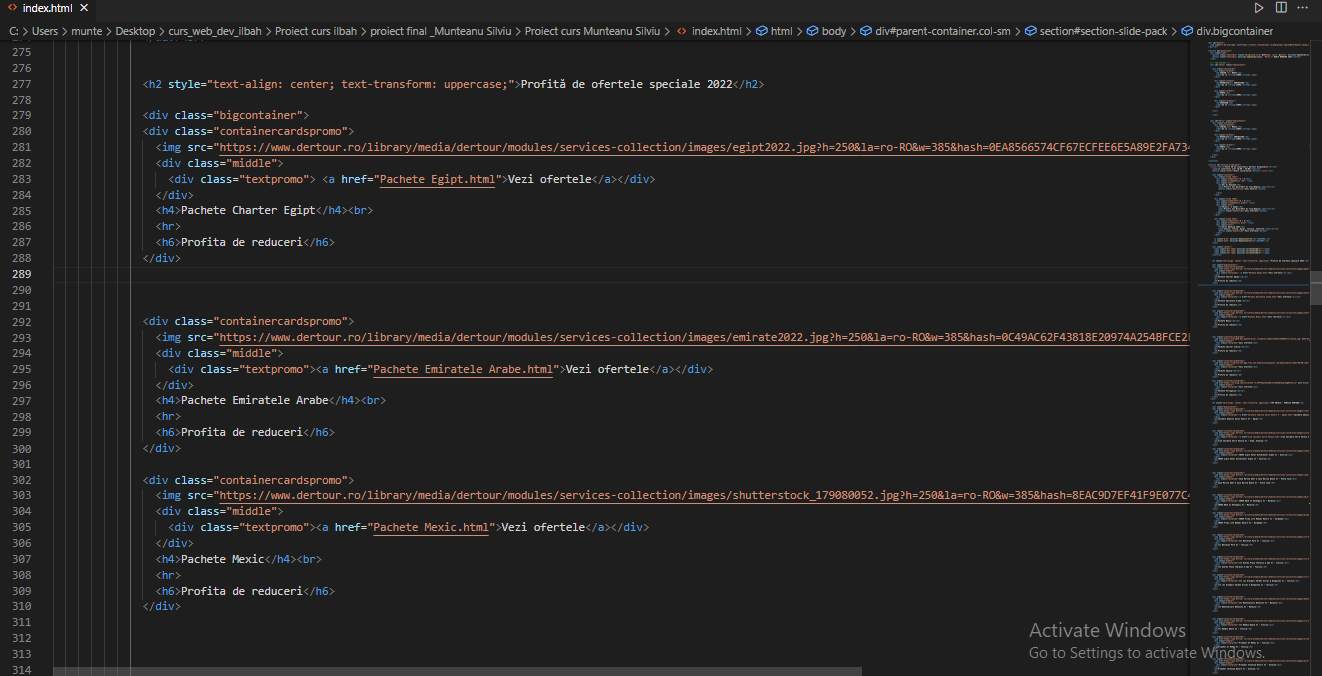 index.html
C: > Users > munte > Desktop > curs_web_dev_ilbah > Proiect curs ilbah > proiect final _Munteanu Silviu > Proiect curs Munteanu Silviu > index.html > html > body > div#parent-container.col-sm > section#section-slide-pack > div.bigcontainer
275
276
277 <h2 style="text-align: center; text-transform: uppercase;">Profită de ofertele speciale 2022</h2>
278
279 <div class="bigcontainer">
280 <div class="containercardspromo">
281 <img src="https://www.dertour.ro/library/media/dertour/modules/services-collection/images/egipt2022.jpg?h=250&la=ro-RO&w=385&hash=0EA8566574CF67ECFEE6E5A89E2FA734
282 <div class="middle">
283 <div class="textpromo"> <a href="Pachete Egipt.html">Vezi ofertele</a></div>
284 </div>
285 <h4>Pachete Charter Egipt</h4><br>
286 <hr>
287 <h6>Profita de reduceri</h6>
288 </div>
289
290
291
292 <div class="containercardspromo">
293 <img src="https://www.dertour.ro/library/media/dertour/modules/services-collection/images/emirate2022.jpg?h=250&la=ro-RO&w=385&hash=0C49AC62F43818E20974A254BFCE2
294 <div class="middle">
295 <div class="textpromo"><a href="Pachete Emiratele Arabe.html">Vezi ofertele</a></div>
296 </div>
297 <h4>Pachete Emiratele Arabe</h4><br>
298 <hr>
299 <h6>Profita de reduceri</h6>
300 </div>
301
302 <div class="containercardspromo">
303 <img src="https://www.dertour.ro/library/media/dertour/modules/services-collection/images/shutterstock_179080052.jpg?h=250&la=ro-RO&w=385&hash=8EAC9D7EF41F9E077C4
304 <div class="middle">
305 <div class="textpromo"><a href="Pachete Mexic.html">Vezi ofertele</a></div>
306 </div>
307 <h4>Pachete Mexic</h4><br>
308 <hr>
309 <h6>Profita de reduceri</h6>
310 </div>
311
312
313
314
Activate Windows
Go to Settings to activate Windows.